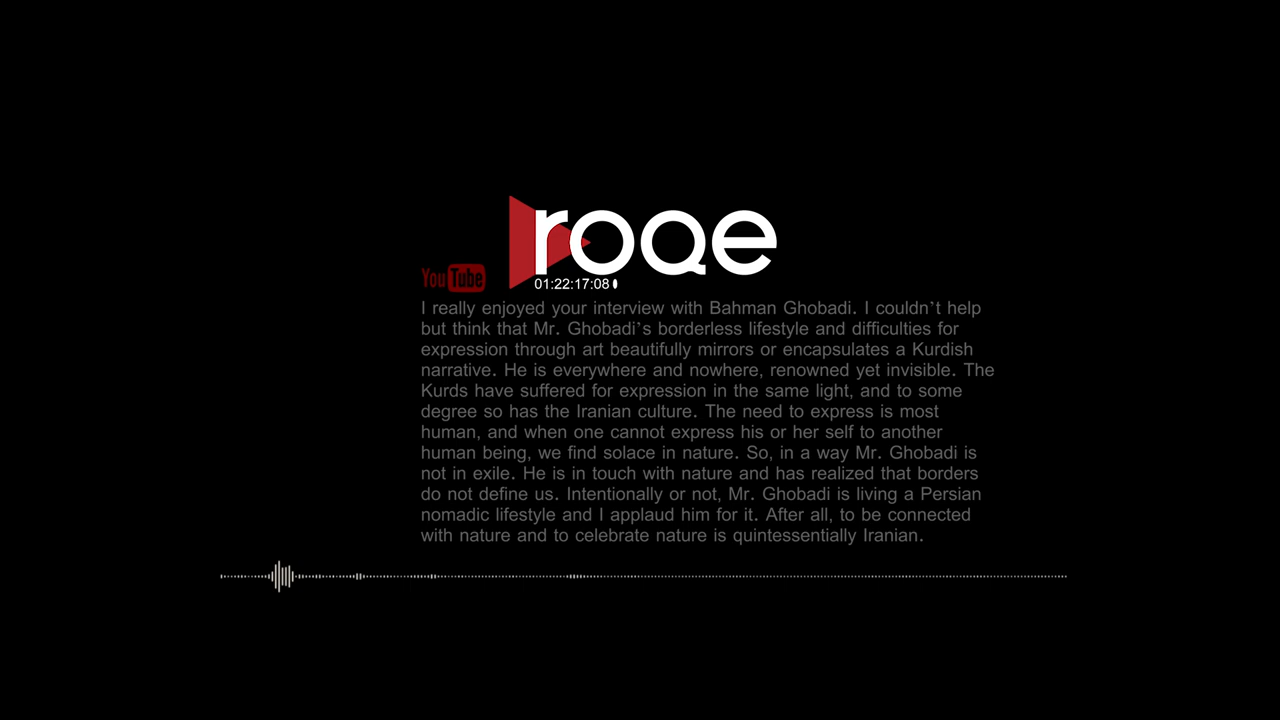 roqe
YouTube
01:22:17:08
I really enjoyed your interview with Bahman Ghobadi. I couldn't help
but think that Mr. Ghobadi's borderless lifestyle and difficulties for
expression through art beautifully mirrors or encapsulates a Kurdish
narrative. He is everywhere and nowhere, renowned yet invisible. The
Kurds have suffered for expression in the same light, and to some
degree so has the Iranian culture. The need to express is most
human, and when one cannot express his or her self to another
human being, we find solace in nature. So, in a way Mr. Ghobadi is
not in exile. He is in touch with nature and has realized that borders
do not define us. Intentionally or not, Mr. Ghobadi is living a Persian
nomadic lifestyle and I applaud him for it. After all, to be connected
with nature and to celebrate nature is quintessentially Iranian.